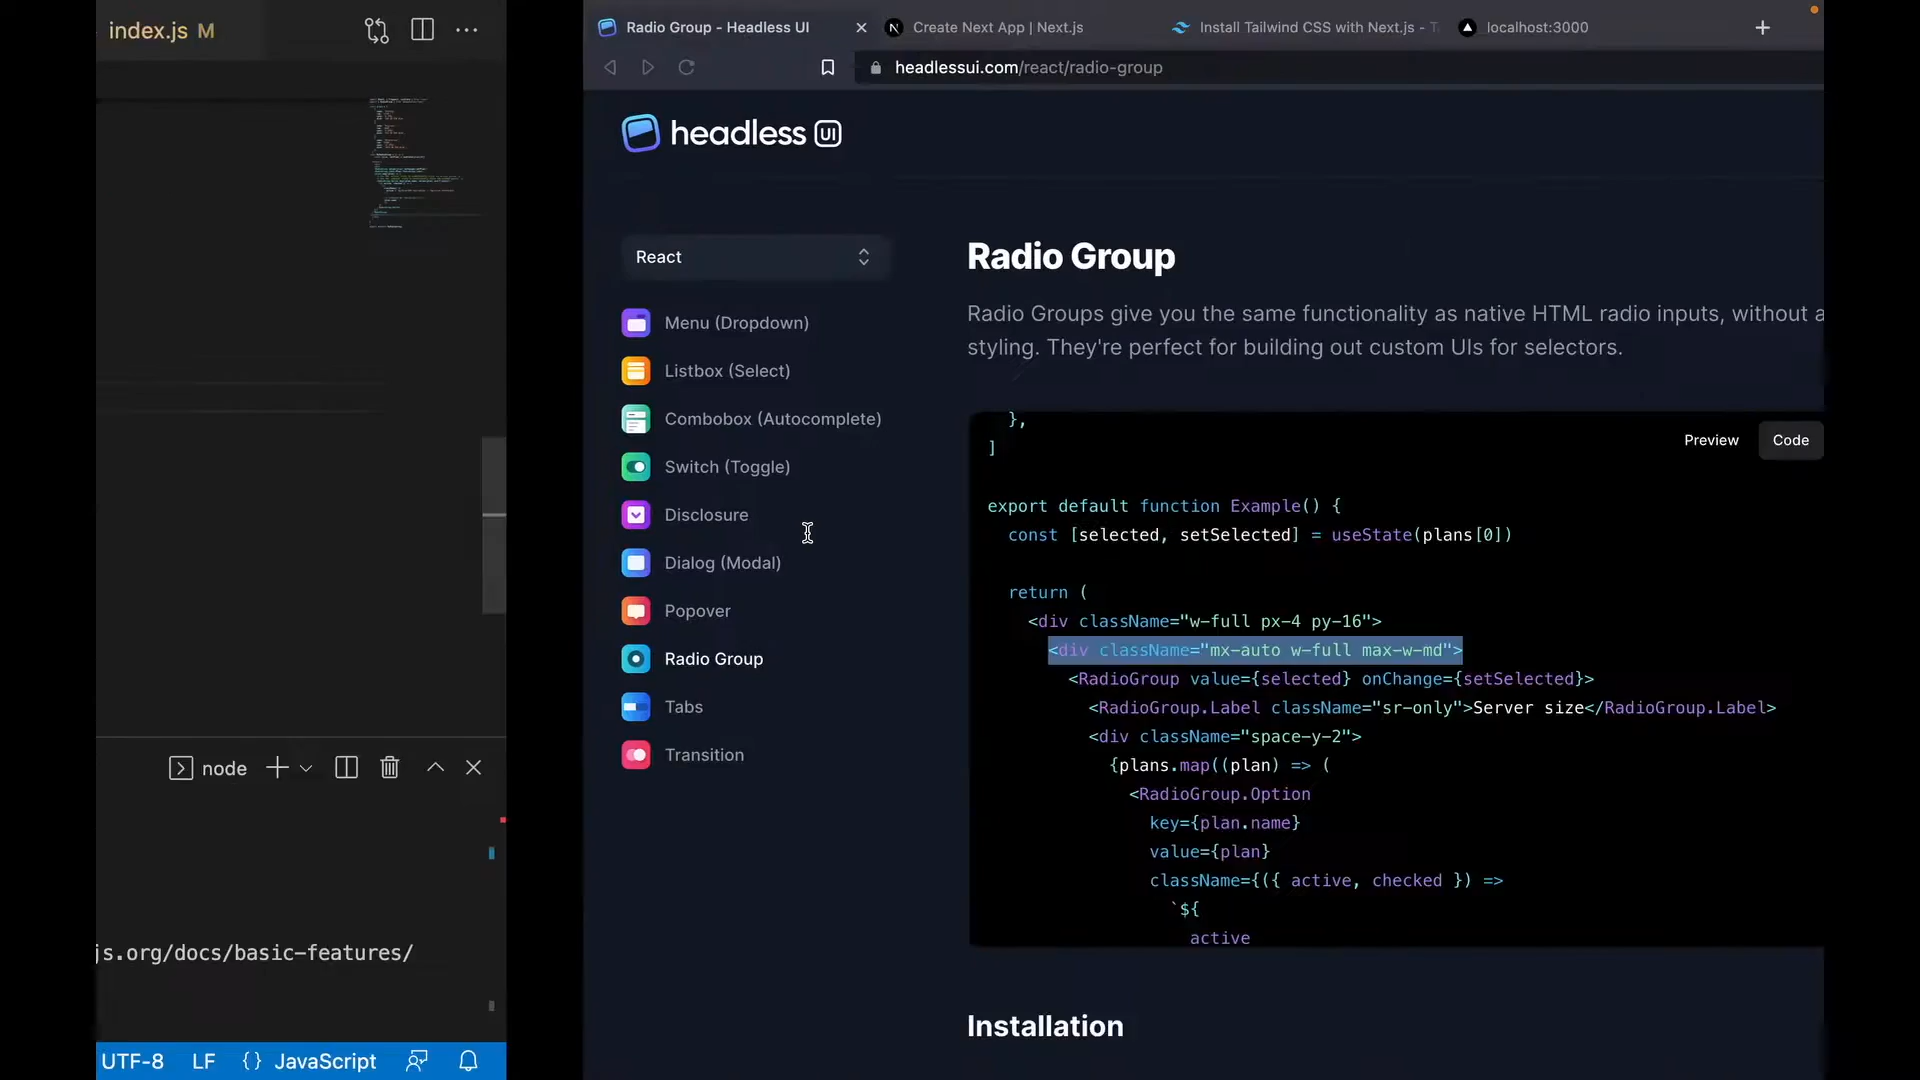 index.js M
node
js.org/docs/basic-features/
UTF-8 LF {} JavaScript
Radio Group - Headless UI
Create Next App | Next.js
Install Tailwind CSS with Next.js - T
localhost:3000
headlessui.com/react/radio-group
headless UI
React
Menu (Dropdown)
Listbox (Select)
Combobox (Autocomplete)
Switch (Toggle)
Disclosure
Dialog (Modal)
Popover
Radio Group
Tabs
Transition
Radio Group
Radio Groups give you the same functionality as native HTML radio inputs, without a
styling. They're perfect for building out custom UIs for selectors.
Preview Code
},
]
export default function Example() {
const [selected, setSelected] = useState(plans[0])
return (
<div className="w-full px-4 py-16">
<div className="mx-auto w-full max-w-md">
<RadioGroup value={selected} onChange={setSelected}>
<RadioGroup.Label className="sr-only">Server size</RadioGroup.Label>
<div className="space-y-2">
{plans.map((plan) => (
<RadioGroup.Option
key={plan.name}
value={plan}
className={({ active, checked }) =>
`${
active
Installation